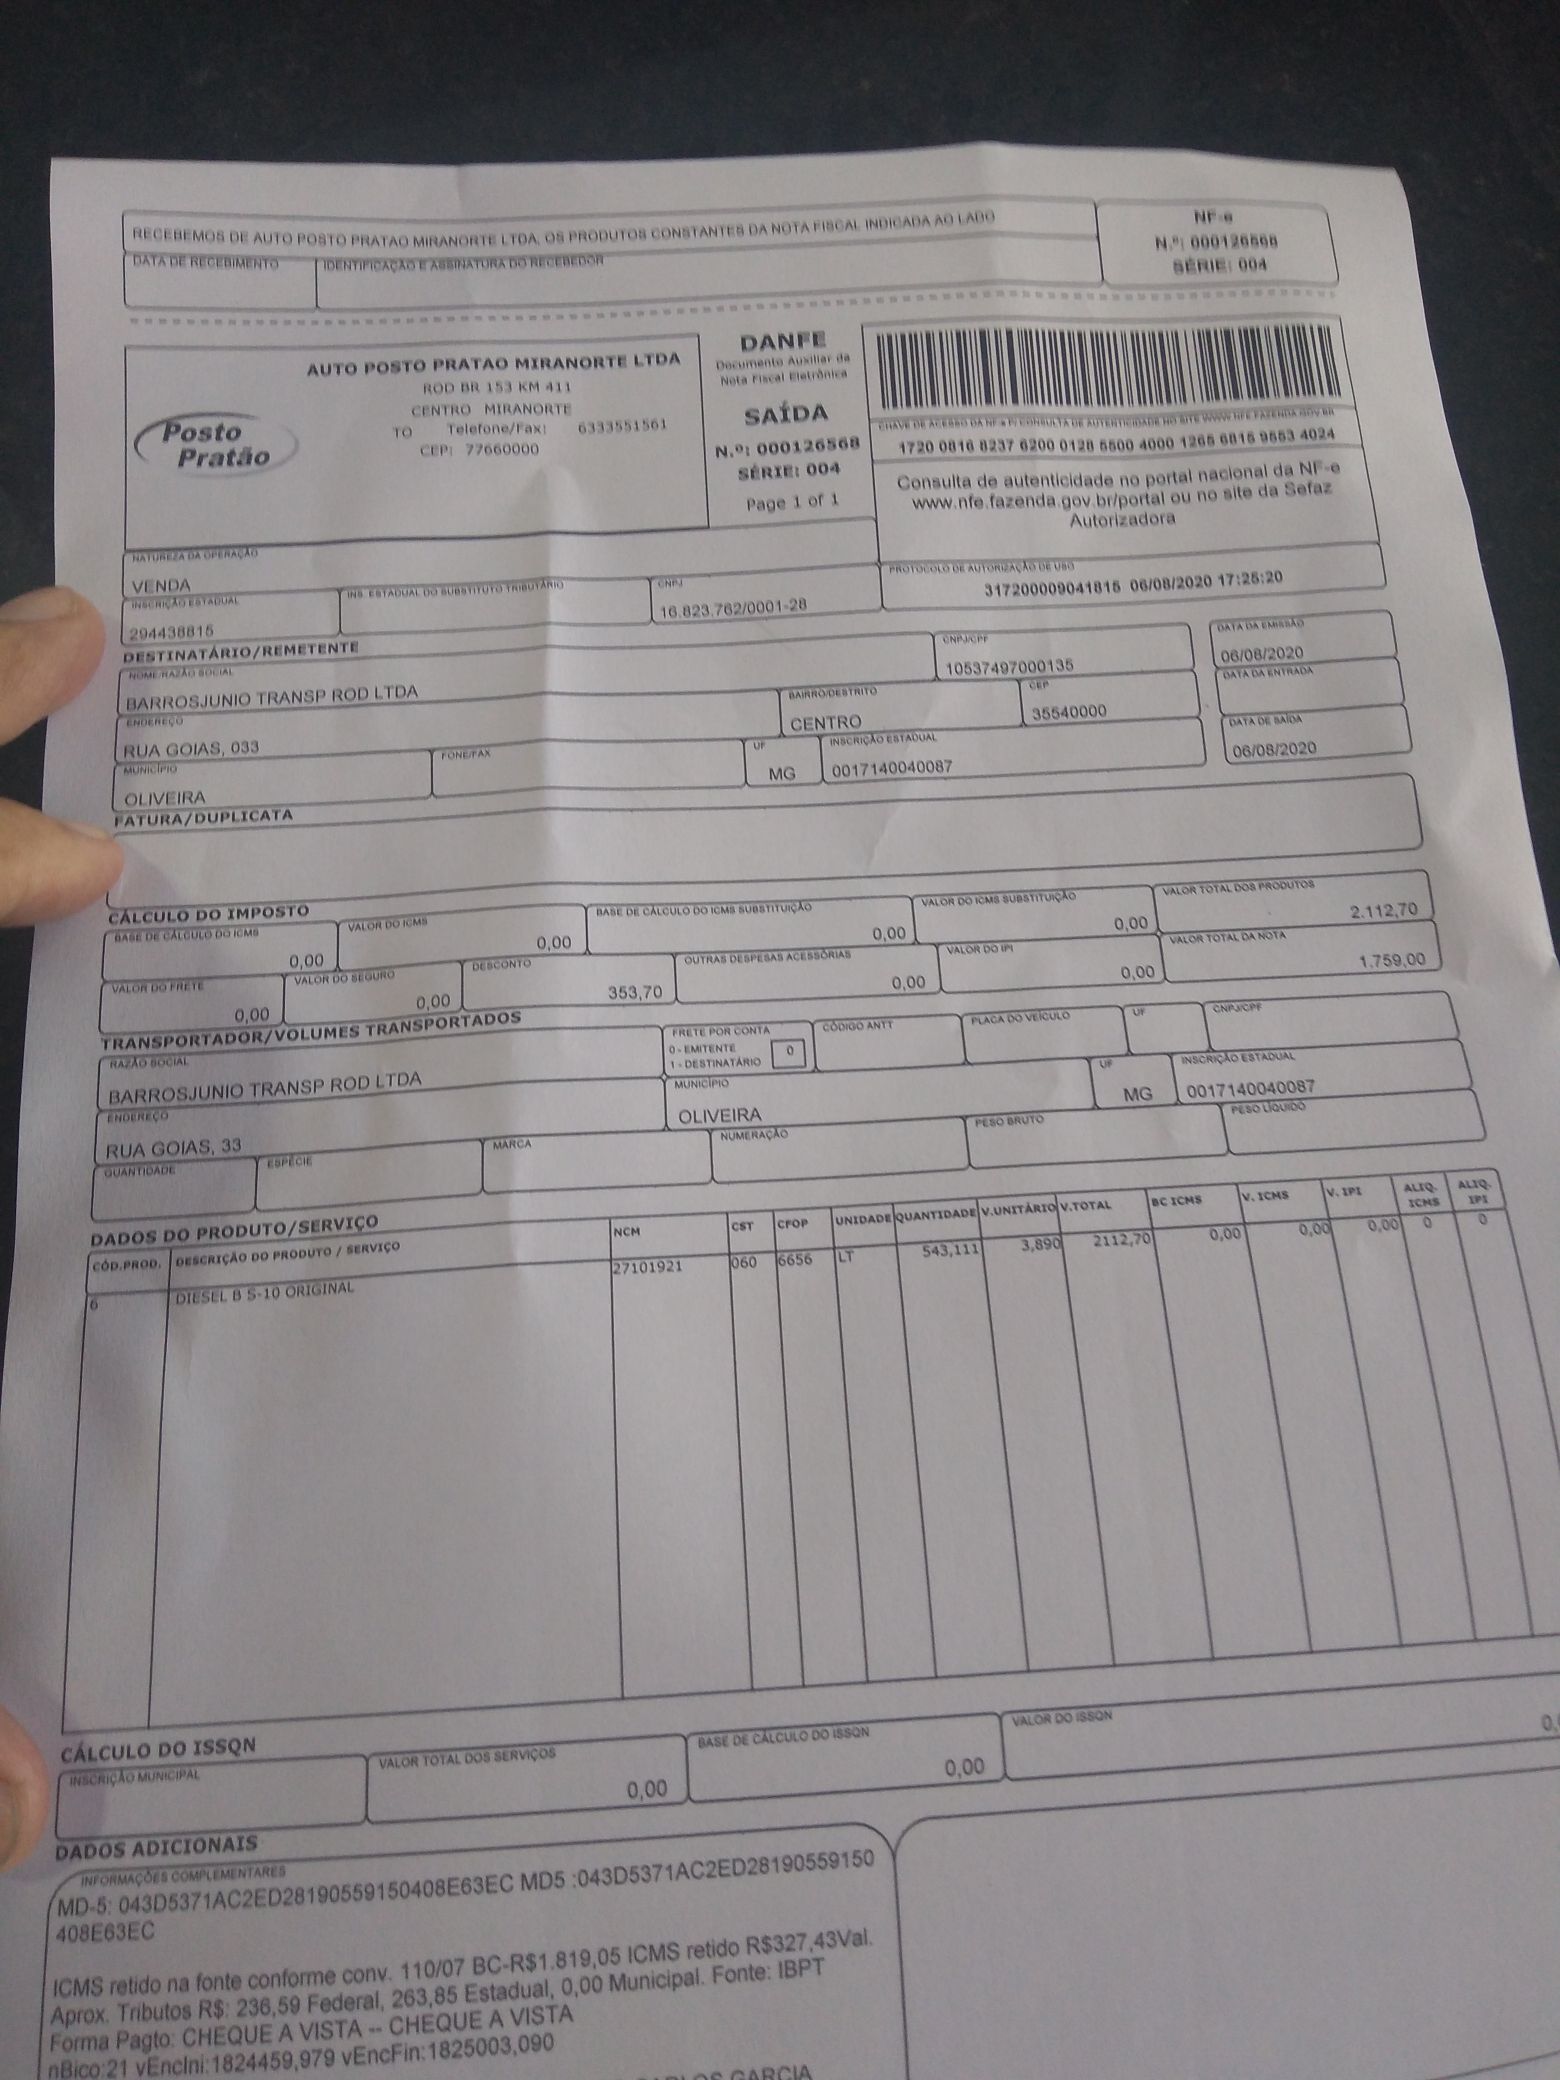 RECEBEMOS DE AUTO POSTO PRATAO MIRANORTE LTDA. OS PRODUTOS CONSTANTES DA NOTA FISCAL INDICADA AO LADO
DATA DE RECEBIMENTO IDENTIFICAÇÃO E ASSINATURA DO RECEBEDOR
NF-e
N.º: 000126568
SÉRIE: 004
Posto
Pratão
AUTO POSTO PRATAO MIRANORTE LTDA
ROD BR 153 KM 411
CENTRO MIRANORTE
TO Telefone/Fax: 6333551561
CEP: 77660000
DANFE
Documento Auxiliar da
Nota Fiscal Eletrônica
SAÍDA
N.º: 000126568
SÉRIE: 004
Page 1 of 1
CHAVE DE ACESSO DA NF-e P/ CONSULTA DE AUTENTICIDADE NO SITE WWW.NFE.FAZENDA.GOV.BR
1720 0816 8237 6200 0128 5500 4000 1265 6815 9553 4024
Consulta de autenticidade no portal nacional da NF-e
www.nfe.fazenda.gov.br/portal ou no site da Sefaz
Autorizadora
NATUREZA DA OPERAÇÃO
VENDA
PROTOCOLO DE AUTORIZAÇÃO DE USO
317200009041815 06/08/2020 17:25:20
INSCRIÇÃO ESTADUAL INS. ESTADUAL DO SUBSTITUTO TRIBUTÁRIO CNPJ
294438815 16.823.762/0001-28
DESTINATÁRIO/REMETENTE
NOME/RAZÃO SOCIAL CNPJ/CPF DATA DA EMISSÃO
BARROSJUNIO TRANSP ROD LTDA 10537497000135 06/08/2020
ENDEREÇO BAIRRO/DESTRITO CEP DATA DA ENTRADA
RUA GOIAS, 033 CENTRO 35540000
MUNICÍPIO FONE/FAX UF INSCRIÇÃO ESTADUAL DATA DE SAÍDA
OLIVEIRA MG 0017140040087 06/08/2020
FATURA/DUPLICATA
CÁLCULO DO IMPOSTO
BASE DE CÁLCULO DO ICMS VALOR DO ICMS BASE DE CÁLCULO DO ICMS SUBSTITUIÇÃO VALOR DO ICMS SUBSTITUIÇÃO VALOR TOTAL DOS PRODUTOS
0,00 0,00 0,00 0,00 2.112,70
VALOR DO FRETE VALOR DO SEGURO DESCONTO OUTRAS DESPESAS ACESSÓRIAS VALOR DO IPI VALOR TOTAL DA NOTA
0,00 0,00 353,70 0,00 0,00 1.759,00
TRANSPORTADOR/VOLUMES TRANSPORTADOS
RAZÃO SOCIAL FRETE POR CONTA CÓDIGO ANTT PLACA DO VEÍCULO UF CNPJ/CPF
0 - EMITENTE 0
1 - DESTINATÁRIO
BARROSJUNIO TRANSP ROD LTDA
ENDEREÇO MUNICÍPIO UF INSCRIÇÃO ESTADUAL
RUA GOIAS, 33 OLIVEIRA MG 0017140040087
QUANTIDADE ESPÉCIE MARCA NUMERAÇÃO PESO BRUTO PESO LÍQUIDO
DADOS DO PRODUTO/SERVIÇO
CÓD.PROD. DESCRIÇÃO DO PRODUTO / SERVIÇO NCM CST CFOP UNIDADE QUANTIDADE V.UNITÁRIO V.TOTAL BC ICMS V. ICMS V. IPI ALIQ. ICMS ALIQ. IPI
6 DIESEL B S-10 ORIGINAL 27101921 060 6656 LT 543,111 3,890 2112,70 0,00 0,00 0,00 0 0
CÁLCULO DO ISSQN
INSCRIÇÃO MUNICIPAL VALOR TOTAL DOS SERVIÇOS BASE DE CÁLCULO DO ISSQN VALOR DO ISSQN
0,00 0,00
DADOS ADICIONAIS
INFORMAÇÕES COMPLEMENTARES
MD-5: 043D5371AC2ED28190559150408E63EC MD5 :043D5371AC2ED28190559150
408E63EC
ICMS retido na fonte conforme conv. 110/07 BC-R$1.819,05 ICMS retido R$327,43Val.
Aprox. Tributos R$: 236,59 Federal, 263,85 Estadual, 0,00 Municipal. Fonte: IBPT
Forma Pagto: CHEQUE A VISTA -- CHEQUE A VISTA
nBico:21 vEncIni:1824459,979 vEncFin:1825003,090
GARCIA